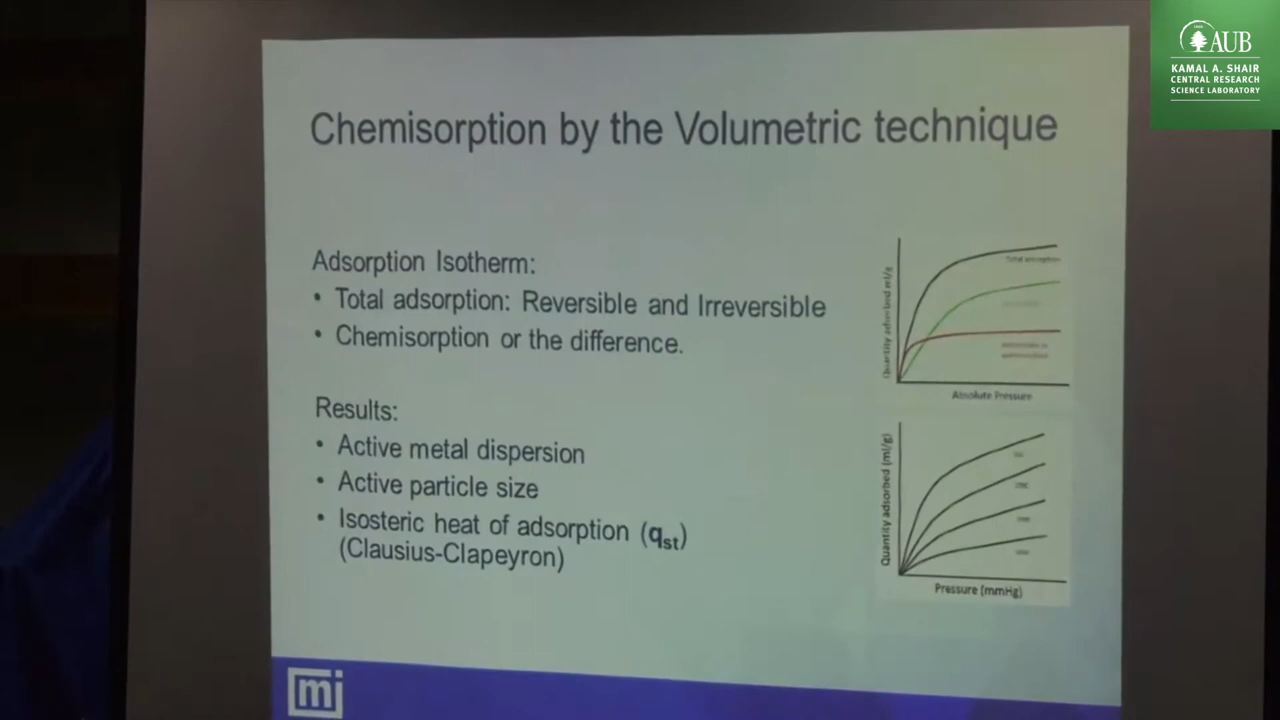 AUB
KAMAL A. SHAIR
CENTRAL RESEARCH
SCIENCE LABORATORY
Chemisorption by the Volumetric technique
Adsorption Isotherm:
• Total adsorption: Reversible and Irreversible
• Chemisorption or the difference.
Results:
• Active metal dispersion
• Active particle size
• Isosteric heat of adsorption (qst)
(Clausius-Clapeyron)
Quantity adsorbed ml/g
Total adsorption
Absolute Pressure
Quantity adsorbed (ml/g)
Pressure (mmHg)
mi